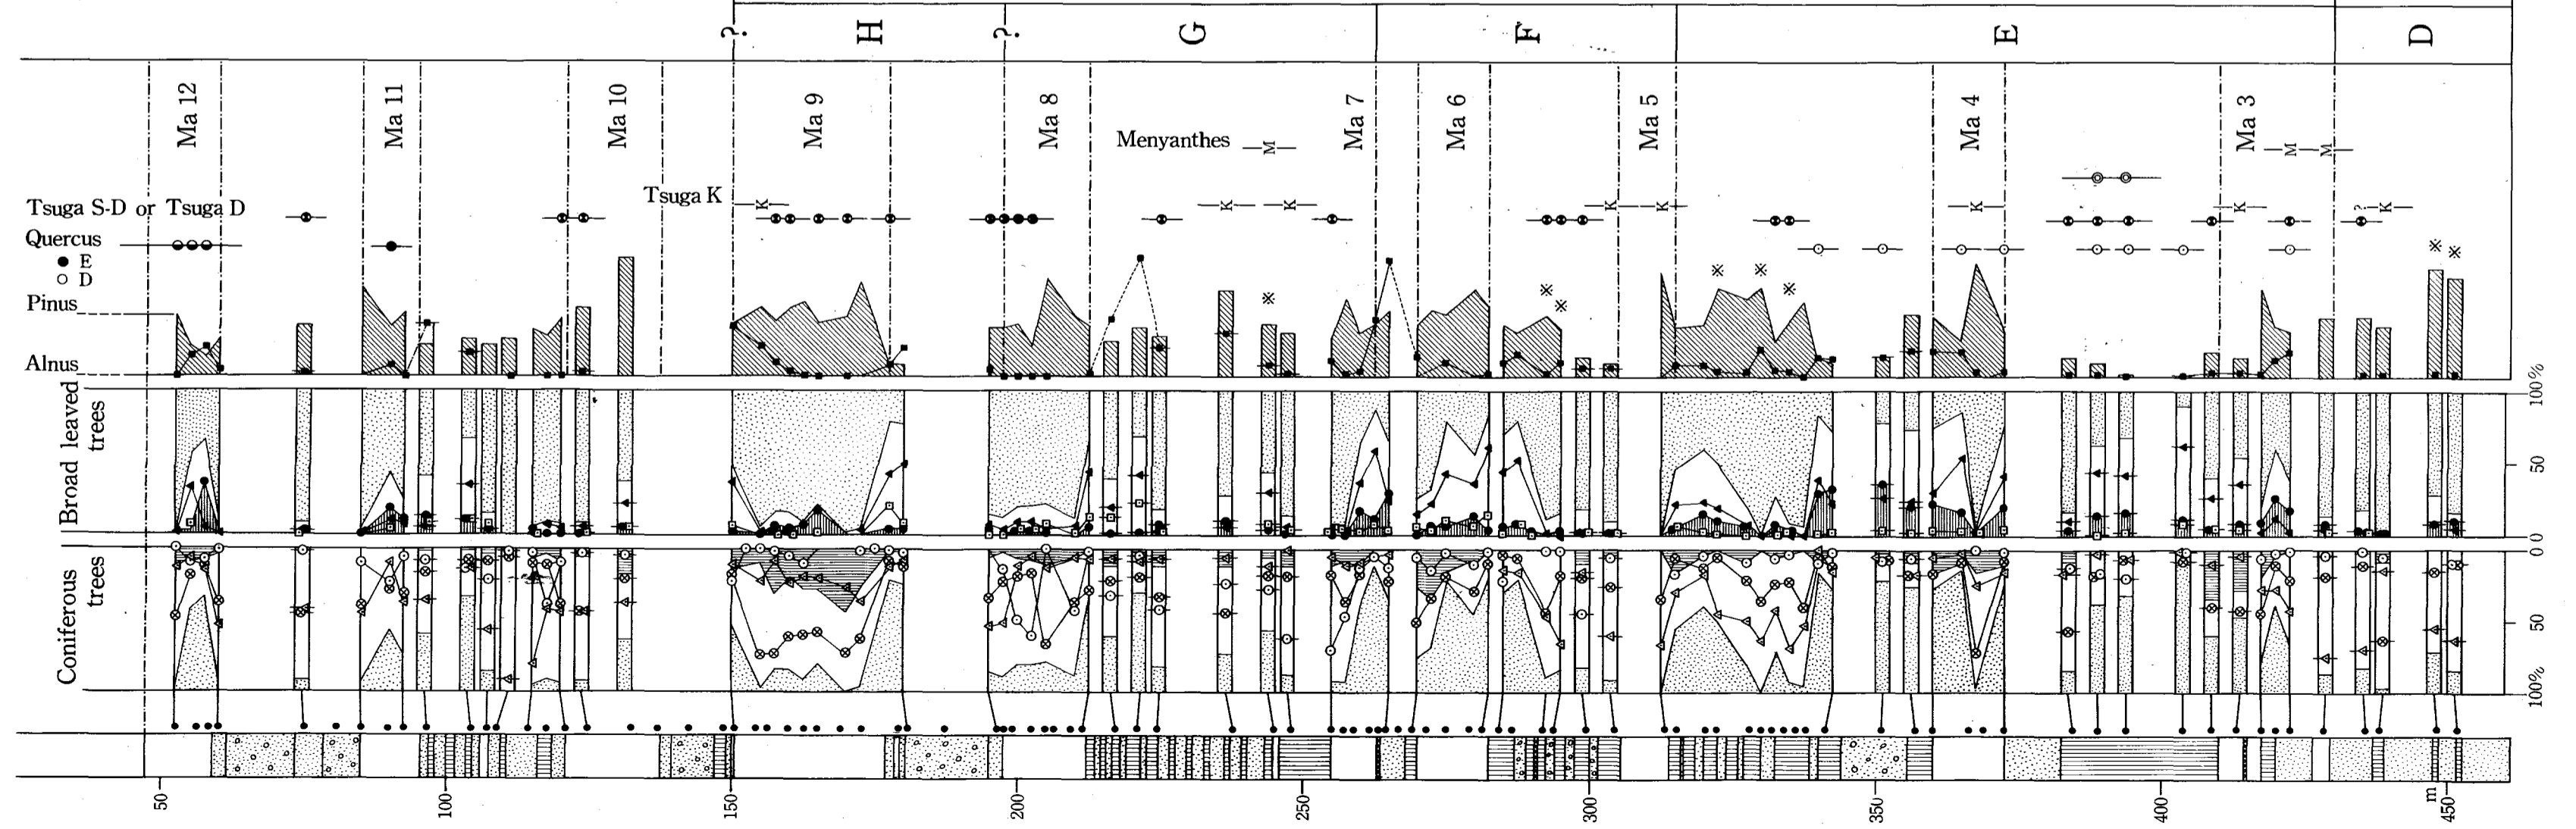 ? H ? G F E D
Ma 12 Ma 11 Ma 10 Ma 9 Ma 8 Ma 7 Ma 6 Ma 5 Ma 4 Ma 3
Menyanthes M M M
Tsuga K K K K K K K K ? K
Tsuga S-D or Tsuga D
Quercus
● E
○ D
※ ※ ※ ※ ※ ※ ※ ※
Pinus
Alnus
Broad leaved
trees
100%
50
0
Coniferous
trees
0
50
100%
50 100 150 200 250 300 350 400 m 450